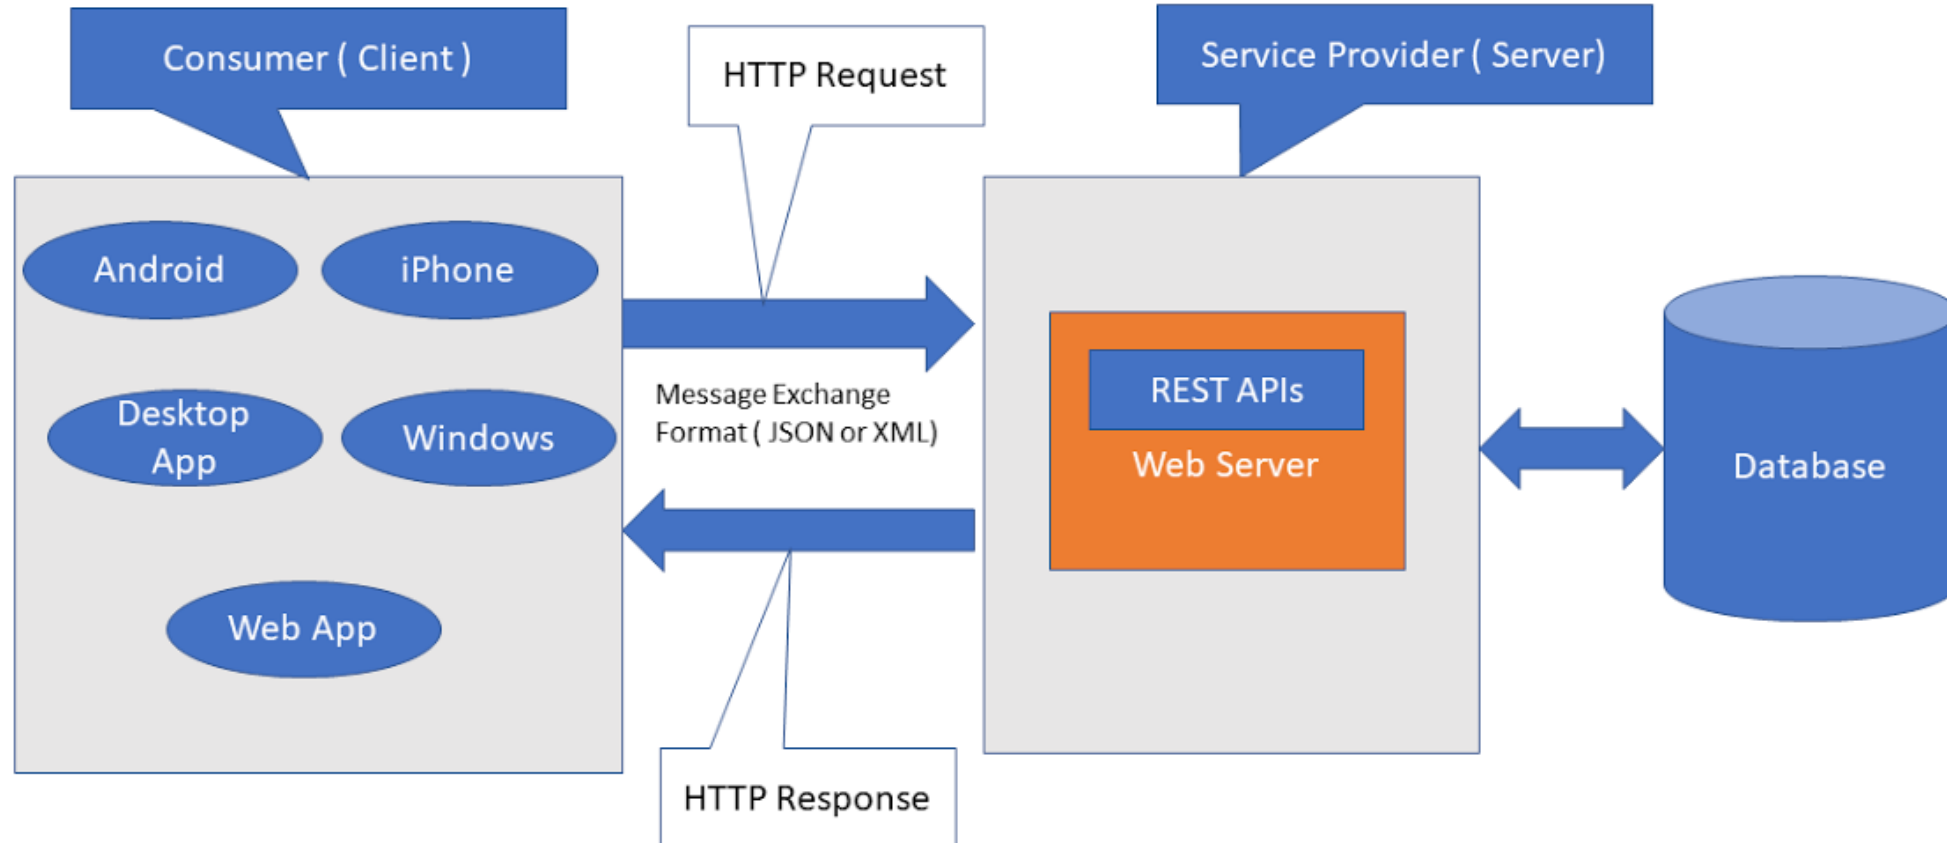 Consumer ( Client )
HTTP Request
Service Provider ( Server)
Android
iPhone
Desktop
App
Windows
Web App
Message Exchange
Format ( JSON or XML)
HTTP Response
REST APIs
Web Server
Database